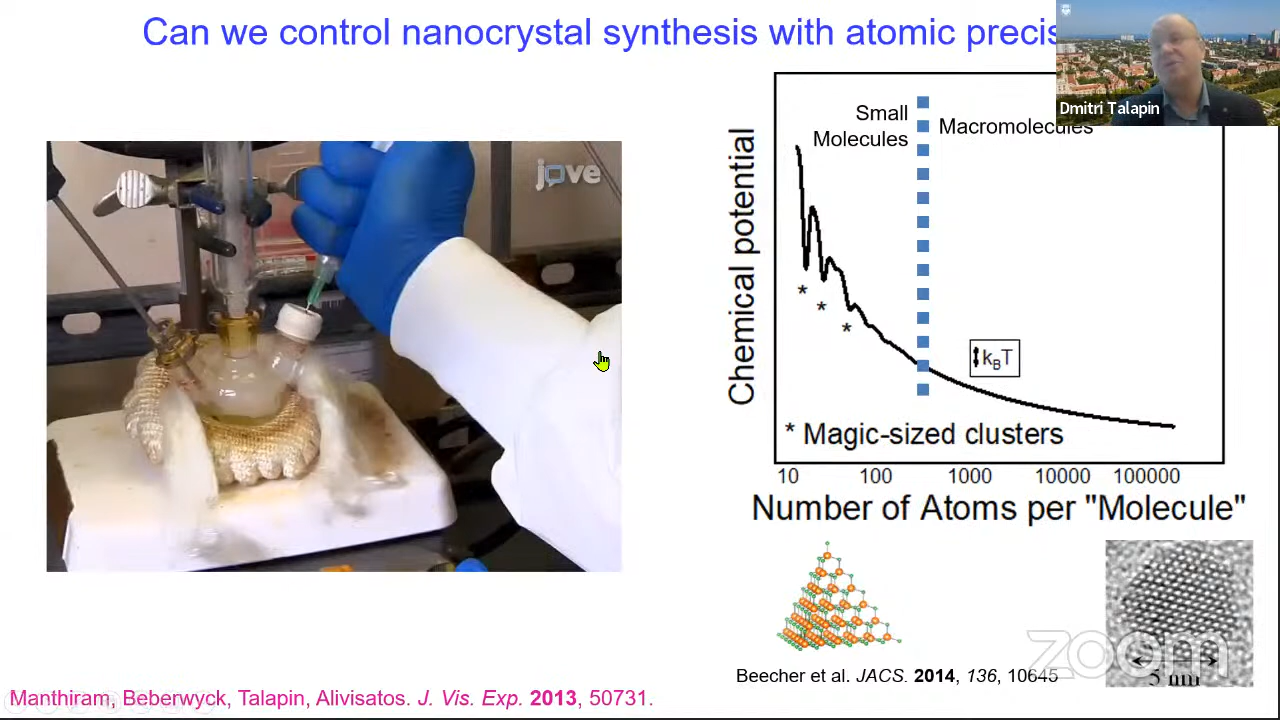 Can we control nanocrystal synthesis with atomic precis
Dmitri Talapin
jove
Small
Molecules
Macromolecules
Chemical potential
*
*
*
kBT
* Magic-sized clusters
10 100 1000 10000 100000
Number of Atoms per "Molecule"
zoom
5 nm
Beecher et al. JACS. 2014, 136, 10645
Manthiram, Beberwyck, Talapin, Alivisatos. J. Vis. Exp. 2013, 50731.